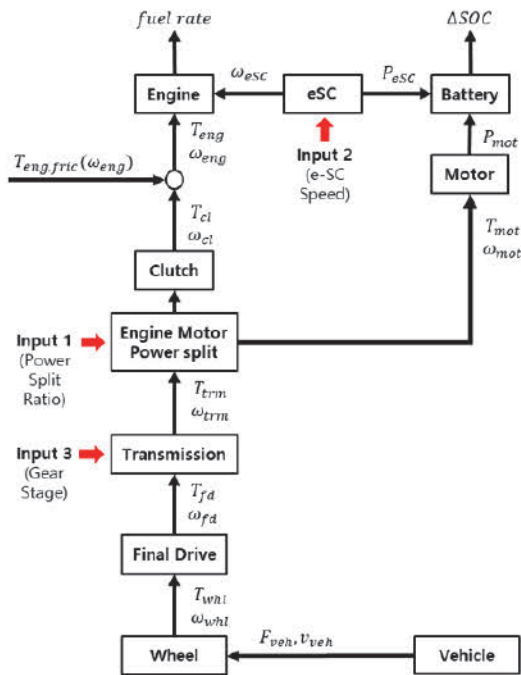 fuel rate
ΔSOC
Engine
ω_eSC
eSC
P_eSC
Battery
T_eng
ω_eng
Input 2
(e-SC
Speed)
P_mot
Motor
T_eng.fric(ω_eng)
T_cl
ω_cl
T_mot
ω_mot
Clutch
Input 1
(Power
Split
Ratio)
Engine Motor
Power split
T_trm
ω_trm
Input 3
(Gear
Stage)
Transmission
T_fd
ω_fd
Final Drive
T_whl
ω_whl
F_veh, v_veh
Wheel
Vehicle